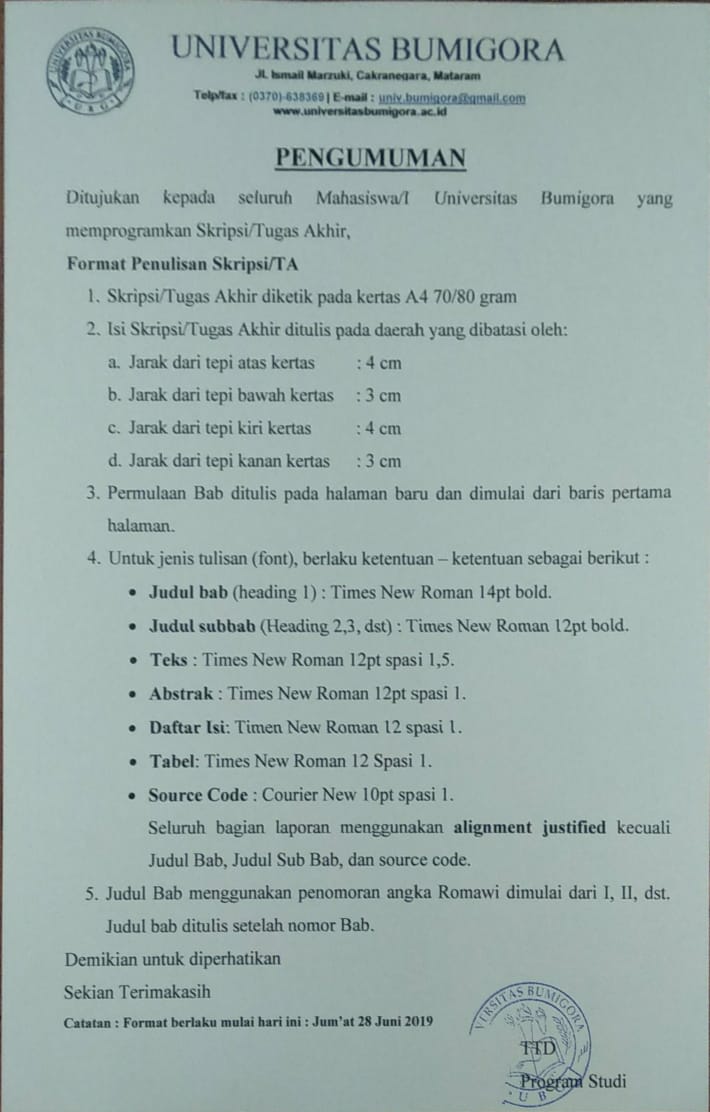 UNIVERSITAS BUMIGORA
UNIVERSITAS BUMIGORA
U B G
Jl. Ismail Marzuki, Cakranegara, Mataram
Telp/fax : (0370)-638369 | E-mail : univ.bumigora@gmail.com
www.universitasbumigora.ac.id
PENGUMUMAN
Ditujukan kepada seluruh Mahasiswa/I Universitas Bumigora yang
memprogramkan Skripsi/Tugas Akhir,
Format Penulisan Skripsi/TA
1. Skripsi/Tugas Akhir diketik pada kertas A4 70/80 gram
2. Isi Skripsi/Tugas Akhir ditulis pada daerah yang dibatasi oleh:
a. Jarak dari tepi atas kertas : 4 cm
b. Jarak dari tepi bawah kertas : 3 cm
c. Jarak dari tepi kiri kertas : 4 cm
d. Jarak dari tepi kanan kertas : 3 cm
3. Permulaan Bab ditulis pada halaman baru dan dimulai dari baris pertama
halaman.
4. Untuk jenis tulisan (font), berlaku ketentuan – ketentuan sebagai berikut :
• Judul bab (heading 1) : Times New Roman 14pt bold.
• Judul subbab (Heading 2,3, dst) : Times New Roman 12pt bold.
• Teks : Times New Roman 12pt spasi 1,5.
• Abstrak : Times New Roman 12pt spasi 1.
• Daftar Isi: Timen New Roman 12 spasi 1.
• Tabel: Times New Roman 12 Spasi 1.
• Source Code : Courier New 10pt spasi 1.
Seluruh bagian laporan menggunakan alignment justified kecuali
Judul Bab, Judul Sub Bab, dan source code.
5. Judul Bab menggunakan penomoran angka Romawi dimulai dari I, II, dst.
Judul bab ditulis setelah nomor Bab.
Demikian untuk diperhatikan
Sekian Terimakasih
Catatan : Format berlaku mulai hari ini : Jum'at 28 Juni 2019
VERSITAS BUMIGORA
TTD
Program Studi
U B G